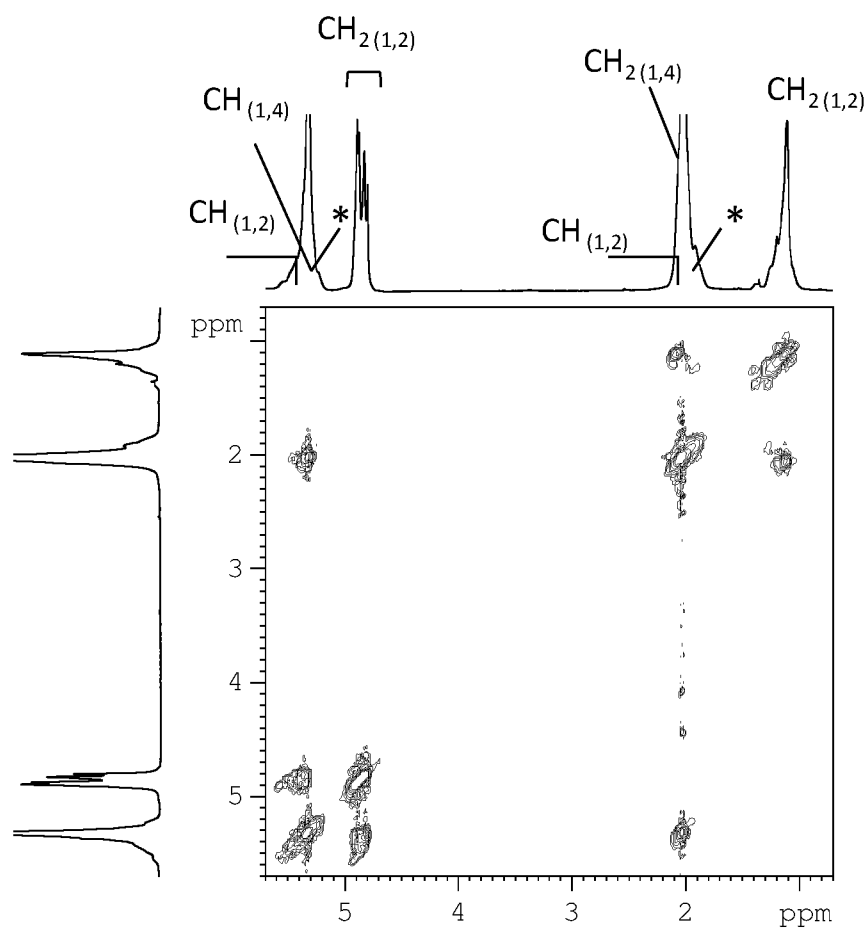 CH2 (1,2)
CH (1,4)
CH2 (1,4)
CH2 (1,2)
CH (1,2)
*
CH (1,2)
*
ppm
2
3
4
5
5 4 3 2 ppm